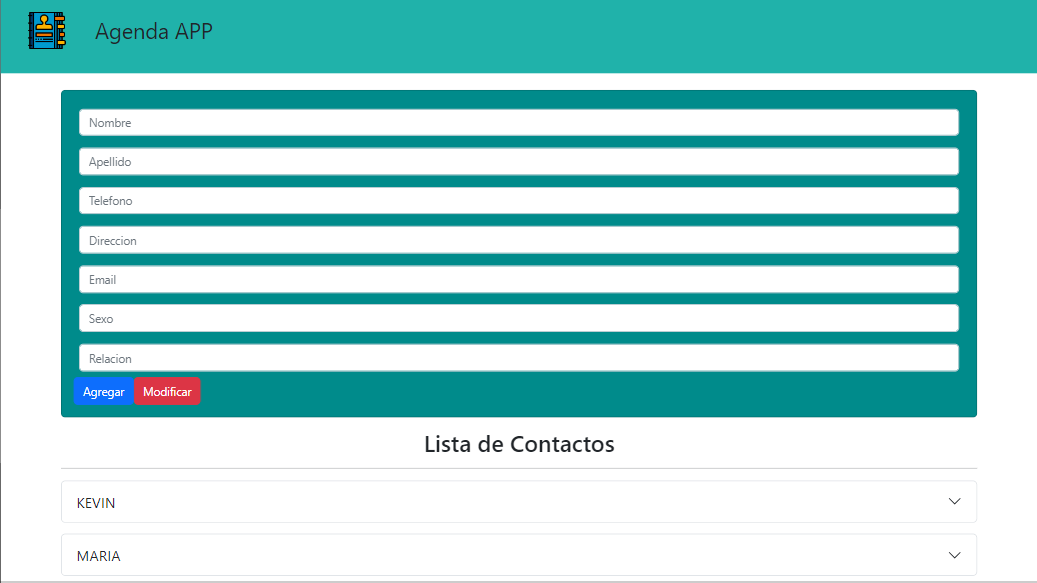 Agenda APP
Nombre
Apellido
Telefono
Direccion
Email
Sexo
Relacion
Agregar Modificar
Lista de Contactos
KEVIN
MARIA